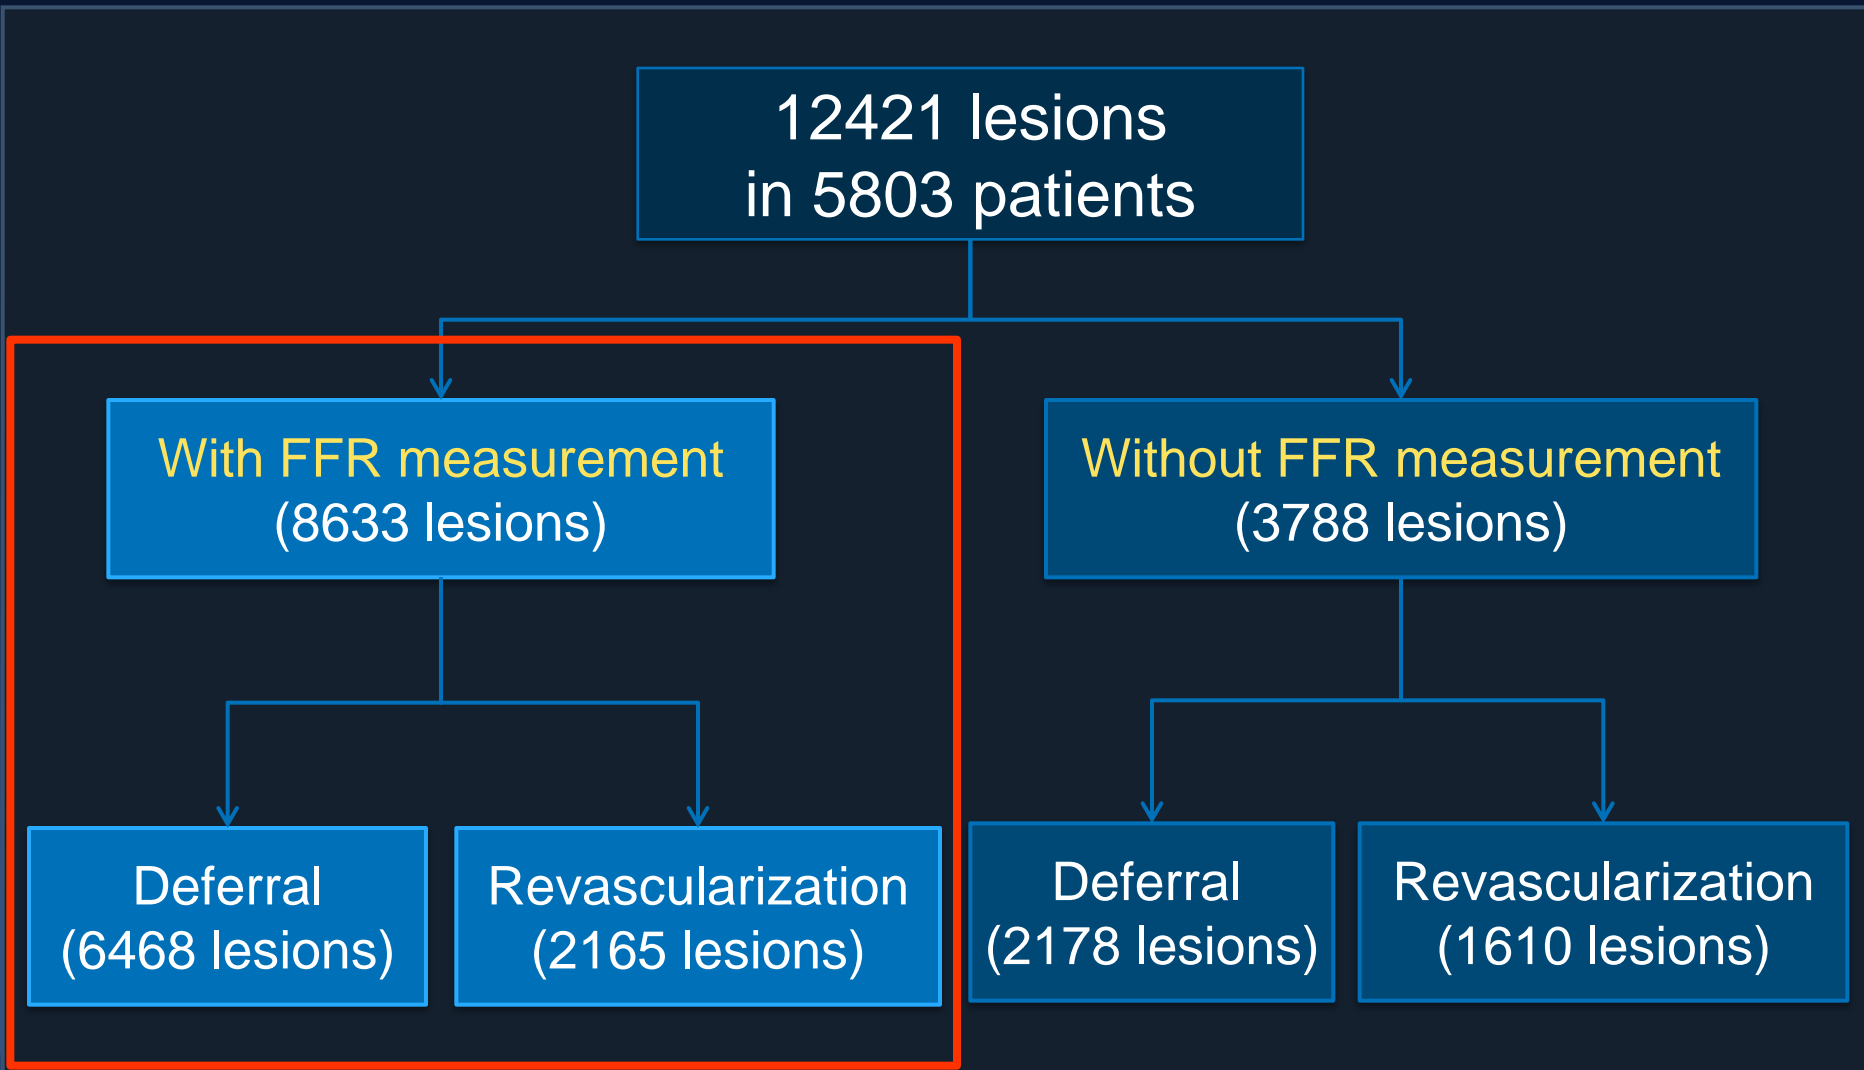 12421 lesions
in 5803 patients
With FFR measurement
(8633 lesions)
Without FFR measurement
(3788 lesions)
Deferral
(6468 lesions)
Revascularization
(2165 lesions)
Deferral
(2178 lesions)
Revascularization
(1610 lesions)